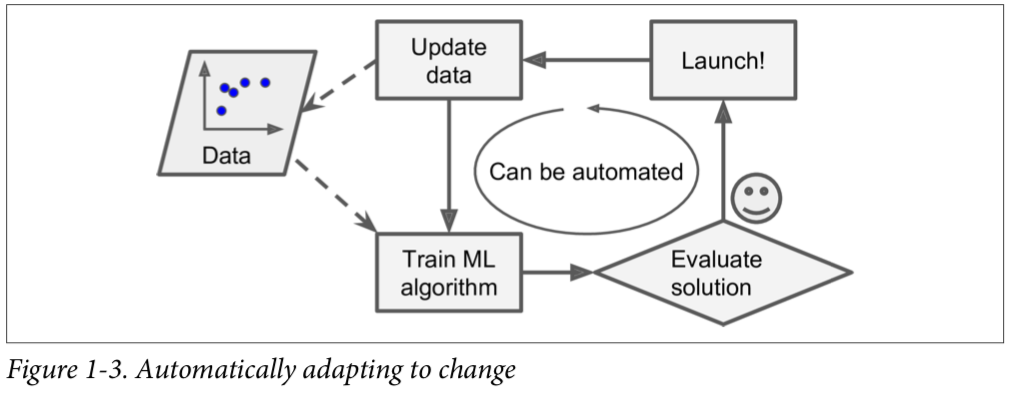 Update
data
Launch!
Data
Can be automated
Train ML
algorithm
Evaluate
solution
Figure 1-3. Automatically adapting to change